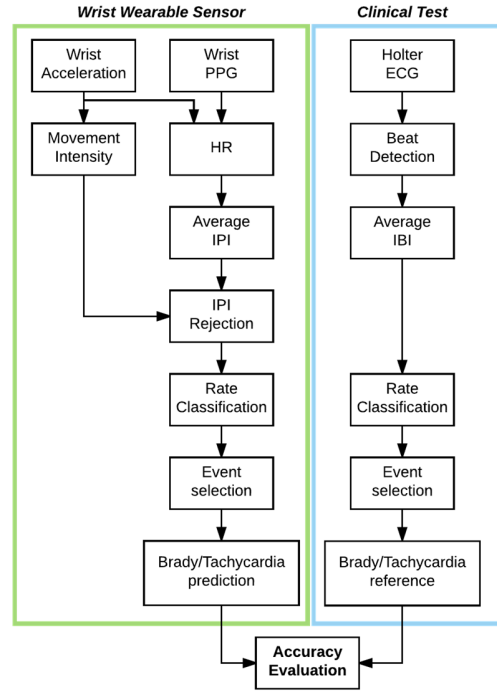 Wrist Wearable Sensor
Clinical Test
Wrist
Acceleration
Wrist
PPG
Holter
ECG
Movement
Intensity
HR
Beat
Detection
Average
IPI
Average
IBI
IPI
Rejection
Rate
Classification
Rate
Classification
Event
selection
Event
selection
Brady/Tachycardia
prediction
Brady/Tachycardia
reference
Accuracy
Evaluation